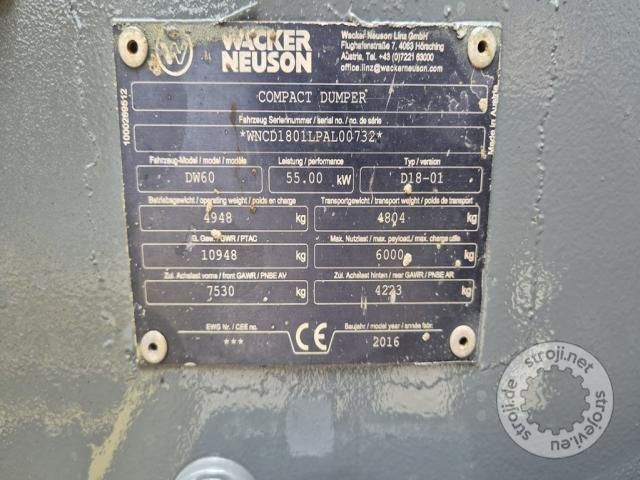 WACKER NEUSON
Wacker Neuson Linz GmbH
Flughafenstraße 7, 4063 Hörsching
Austria, Tel. +43 (0)7221 63000
office.linz@wackerneuson.com
COMPACT DUMPER
Fahrzeug Seriennummer / serial no. / no. de série
*WNCD1801LPAL00732*
Fahrzeug-Model / model / modèle
Leistung / performance
Typ / version
DW60
55.00 kW
D18-01
Betriebsgewicht / operating weight / poids en charge
Transportgewicht / transport weight / poids de transport
4948 kg
4804 kg
G. Gew. / GWR / PTAC
Max. Nutzlast / max. payload / max. charge utile
10948 kg
6000 kg
Zul. Achslast vorne / front GAWR / PNBE AV
Zul. Achslast hinten / rear GAWR / PNBE AR
7530 kg
4223 kg
EWG Nr. / CEE no.
***
CE
Baujahr / model year / année fabr.
2016
1000269512
Made in Austria
stroji.de
stroji.net
strojevi.eu